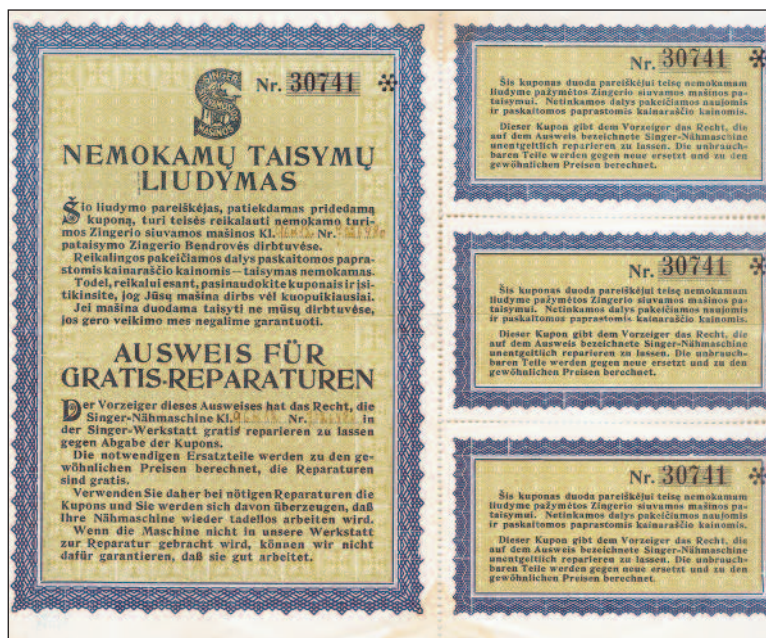 SINGER
SIUVAMOS
MAŠINOS
Nr. 30741 *
NEMOKAMŲ TAISYMŲ
LIUDYMAS
Šio liudymo pareiškėjas, patiekdamas pridedamą
kuponą, turi teisės reikalauti nemokamo turi-
mos Zingerio siuvamos mašinos Kl. Nr.
pataisymo Zingerio Bendrovės dirbtuvėse.
Reikalingos pakeičiamos dalys paskaitomos papra-
stomis kainaraščio kainomis — taisymas nemokamas.
Todel, reikalui esant, pasinaudokite kuponais ir įsi-
tikinsite, jog Jūsų mašina dirbs vėl kuopuikiausiai.
Jei mašina duodama taisyti ne mūsų dirbtuvėse,
jos gero veikimo mes negalime garantuoti.
AUSWEIS FÜR
GRATIS-REPARATUREN
Der Vorzeiger dieses Ausweises hat das Recht, die
Singer-Nähmaschine Kl. Nr. in
der Singer-Werkstatt gratis reparieren zu lassen
gegen Abgabe der Kupons.
Die notwendigen Ersatzteile werden zu den ge-
wöhnlichen Preisen berechnet, die Reparaturen
sind gratis.
Verwenden Sie daher bei nötigen Reparaturen die
Kupons und Sie werden sich davon überzeugen, daß
Ihre Nähmaschine wieder tadellos arbeiten wird.
Wenn die Maschine nicht in unsere Werkstatt
zur Reparatur gebracht wird, können wir nicht
dafür garantieren, daß sie gut arbeitet.
Nr. 30741 *
Šis kuponas duoda pareiškėjui teisę nemokamam
liudyme pažymėtos Zingerio siuvamos mašinos pa-
taisymui. Netinkamos dalys pakeičiamos naujomis
ir paskaitomos paprastomis kainaraščio kainomis.
Dieser Kupon gibt dem Vorzeiger das Recht, die
auf dem Ausweis bezeichnete Singer-Nähmaschine
unentgeltlich reparieren zu lassen. Die unbrauch-
baren Teile werden gegen neue ersetzt und zu den
gewöhnlichen Preisen berechnet.
Nr. 30741 *
Šis kuponas duoda pareiškėjui teisę nemokamam
liudyme pažymėtos Zingerio siuvamos mašinos pa-
taisymui. Netinkamos dalys pakeičiamos naujomis
ir paskaitomos paprastomis kainaraščio kainomis.
Dieser Kupon gibt dem Vorzeiger das Recht, die
auf dem Ausweis bezeichnete Singer-Nähmaschine
unentgeltlich reparieren zu lassen. Die unbrauch-
baren Teile werden gegen neue ersetzt und zu den
gewöhnlichen Preisen berechnet.
Nr. 30741 *
Šis kuponas duoda pareiškėjui teisę nemokamam
liudyme pažymėtos Zingerio siuvamos mašinos pa-
taisymui. Netinkamos dalys pakeičiamos naujomis
ir paskaitomos paprastomis kainaraščio kainomis.
Dieser Kupon gibt dem Vorzeiger das Recht, die
auf dem Ausweis bezeichnete Singer-Nähmaschine
unentgeltlich reparieren zu lassen. Die unbrauch-
baren Teile werden gegen neue ersetzt und zu den
gewöhnlichen Preisen berechnet.